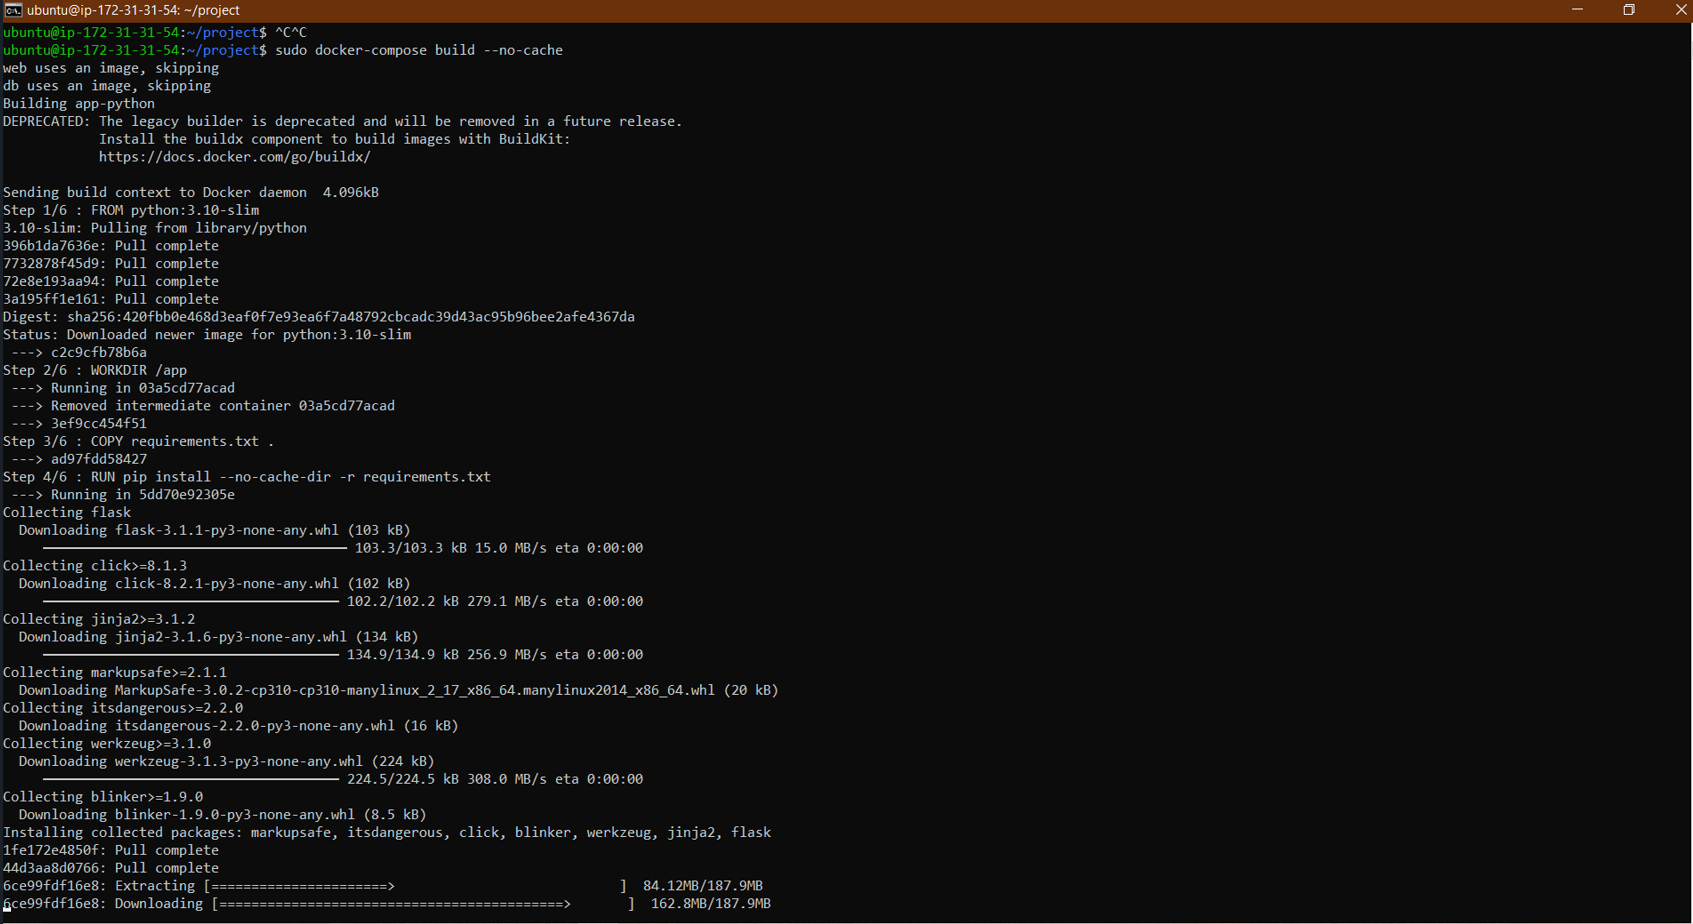 ubuntu@ip-172-31-31-54: ~/project
ubuntu@ip-172-31-31-54:~/project$ ^C^C
ubuntu@ip-172-31-31-54:~/project$ sudo docker-compose build --no-cache
web uses an image, skipping
db uses an image, skipping
Building app-python
DEPRECATED: The legacy builder is deprecated and will be removed in a future release.
            Install the buildx component to build images with BuildKit:
            https://docs.docker.com/go/buildx/

Sending build context to Docker daemon  4.096kB
Step 1/6 : FROM python:3.10-slim
3.10-slim: Pulling from library/python
396b1da7636e: Pull complete
7732878f45d9: Pull complete
72e8e193aa94: Pull complete
3a195ff1e161: Pull complete
Digest: sha256:420fbb0e468d3eaf0f7e93ea6f7a48792cbcadc39d43ac95b96bee2afe4367da
Status: Downloaded newer image for python:3.10-slim
 ---> c2c9cfb78b6a
Step 2/6 : WORKDIR /app
 ---> Running in 03a5cd77acad
 ---> Removed intermediate container 03a5cd77acad
 ---> 3ef9cc454f51
Step 3/6 : COPY requirements.txt .
 ---> ad97fdd58427
Step 4/6 : RUN pip install --no-cache-dir -r requirements.txt
 ---> Running in 5dd70e92305e
Collecting flask
  Downloading flask-3.1.1-py3-none-any.whl (103 kB)
     103.3/103.3 kB 15.0 MB/s eta 0:00:00
Collecting click>=8.1.3
  Downloading click-8.2.1-py3-none-any.whl (102 kB)
     102.2/102.2 kB 279.1 MB/s eta 0:00:00
Collecting jinja2>=3.1.2
  Downloading jinja2-3.1.6-py3-none-any.whl (134 kB)
     134.9/134.9 kB 256.9 MB/s eta 0:00:00
Collecting markupsafe>=2.1.1
  Downloading MarkupSafe-3.0.2-cp310-cp310-manylinux_2_17_x86_64.manylinux2014_x86_64.whl (20 kB)
Collecting itsdangerous>=2.2.0
  Downloading itsdangerous-2.2.0-py3-none-any.whl (16 kB)
Collecting werkzeug>=3.1.0
  Downloading werkzeug-3.1.3-py3-none-any.whl (224 kB)
     224.5/224.5 kB 308.0 MB/s eta 0:00:00
Collecting blinker>=1.9.0
  Downloading blinker-1.9.0-py3-none-any.whl (8.5 kB)
Installing collected packages: markupsafe, itsdangerous, click, blinker, werkzeug, jinja2, flask
1fe172e4850f: Pull complete
44d3aa8d0766: Pull complete
6ce99fdf16e8: Extracting [======================>                            ]  84.12MB/187.9MB
6ce99fdf16e8: Downloading [===========================================>       ]  162.8MB/187.9MB